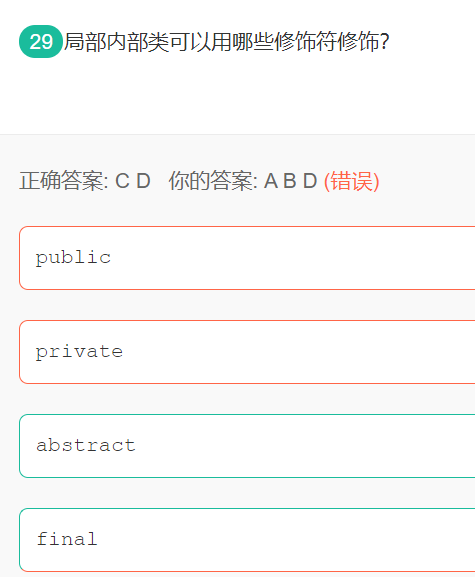 29 局部内部类可以用哪些修饰符修饰？
正确答案: C D 你的答案: A B D (错误)
public
private
abstract
final